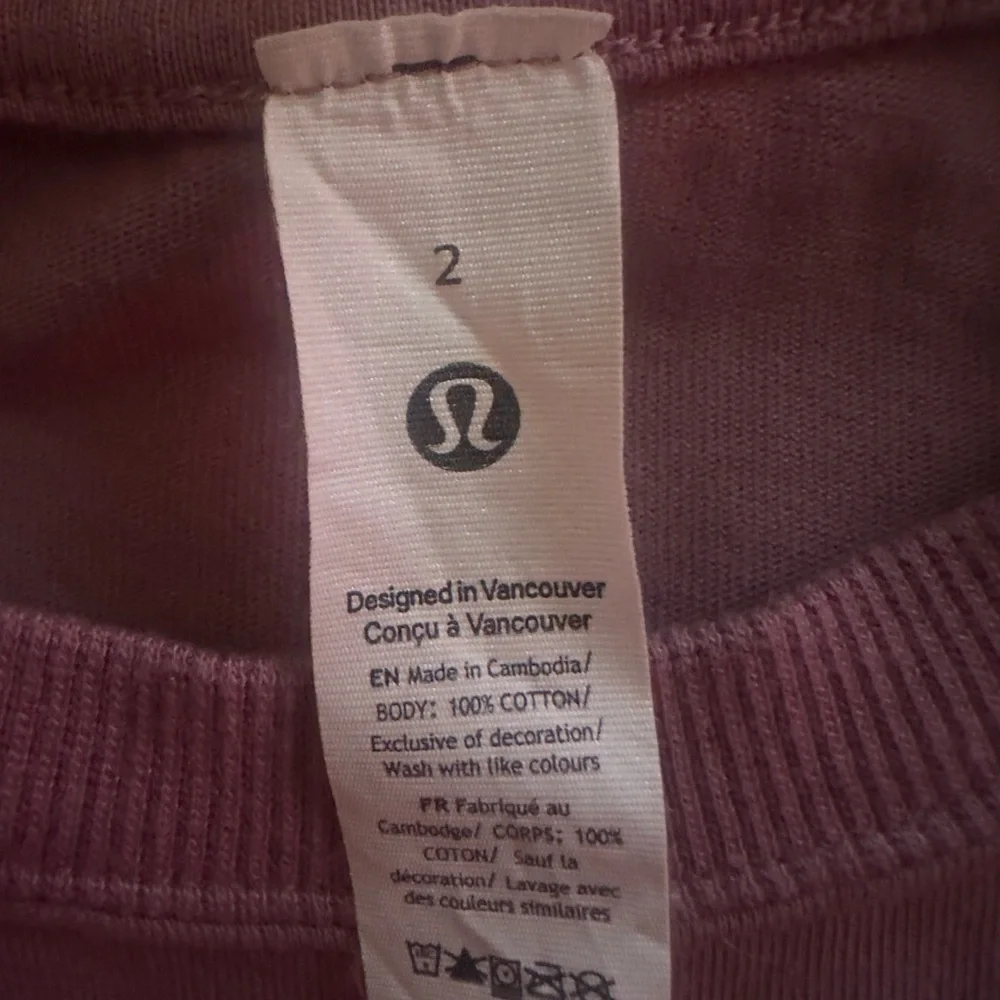 2
Designed in Vancouver
Conçu à Vancouver
EN Made in Cambodia/
BODY: 100% COTTON/
Exclusive of decoration/
Wash with like colours
FR Fabriqué au
Cambodge/ CORPS: 100%
COTON/ Sauf la
décoration/ Lavage avec
des couleurs similaires